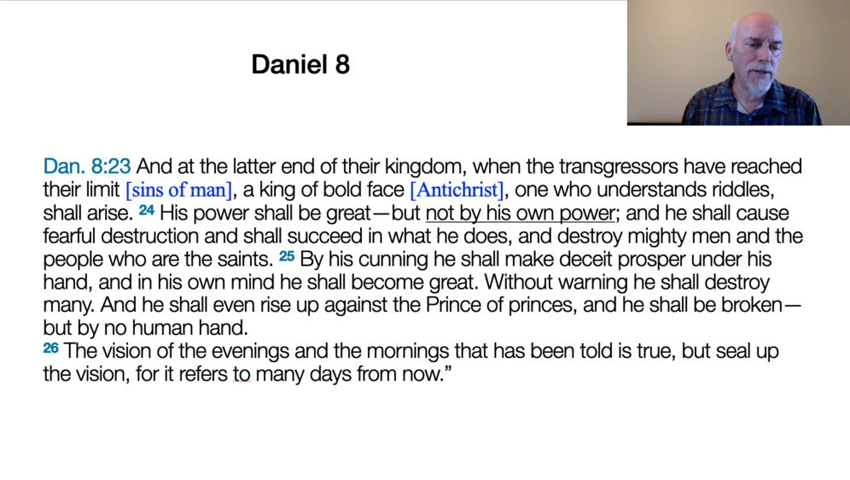 Daniel 8
Dan. 8:23 And at the latter end of their kingdom, when the transgressors have reached
their limit [sins of man], a king of bold face [Antichrist], one who understands riddles,
shall arise. 24 His power shall be great—but not by his own power; and he shall cause
fearful destruction and shall succeed in what he does, and destroy mighty men and the
people who are the saints. 25 By his cunning he shall make deceit prosper under his
hand, and in his own mind he shall become great. Without warning he shall destroy
many. And he shall even rise up against the Prince of princes, and he shall be broken—
but by no human hand.
26 The vision of the evenings and the mornings that has been told is true, but seal up
the vision, for it refers to many days from now.”